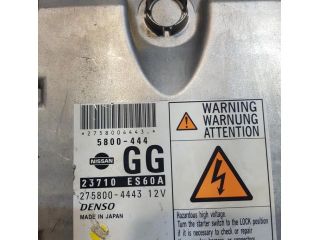 *2758004443*
5800-444
NISSAN GG
23710 ES60A
275800-4443 12V
DENSO
MADE IN JAPAN
WARNING
WARNUNG
ATTENTION
Hazardous high voltage.
Turn the starter switch to the LOCK position
if it is necessary to check or repair